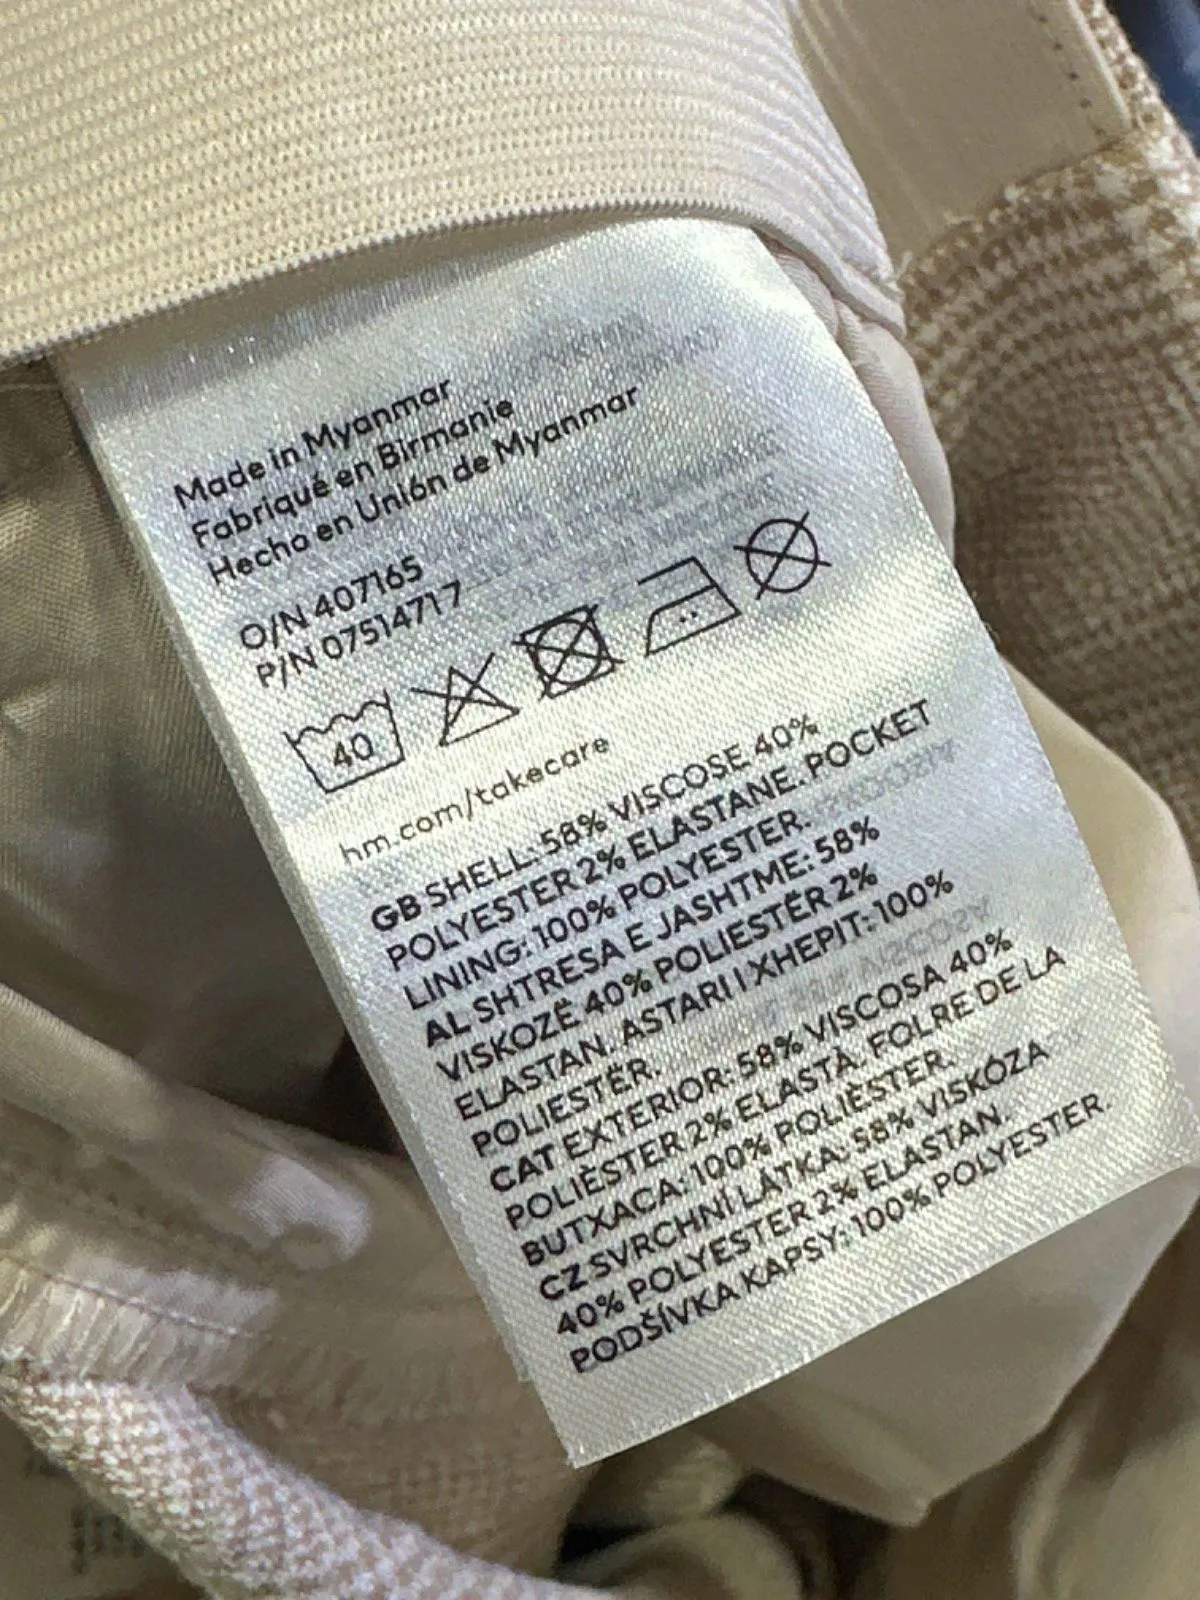 Made in Myanmar
Fabriqué en Birmanie
Hecho en Unión de Myanmar
O/N 407165
P/N 07514717
40
hm.com/takecare
GB SHELL: 58% VISCOSE 40%
POLYESTER 2% ELASTANE. POCKET
LINING: 100% POLYESTER.
AL SHTRESA E JASHTME: 58%
VISKOZË 40% POLIESTËR 2%
ELASTAN. ASTARI I XHEPIT: 100%
POLIESTËR.
CAT EXTERIOR: 58% VISCOSA 40%
POLIÈSTER 2% ELASTÀ. FOLRE DE LA
BUTXACA: 100% POLIÈSTER.
CZ SVRCHNÍ LÁTKA: 58% VISKÓZA
40% POLYESTER 2% ELASTAN.
PODŠÍVKA KAPSY: 100% POLYESTER.